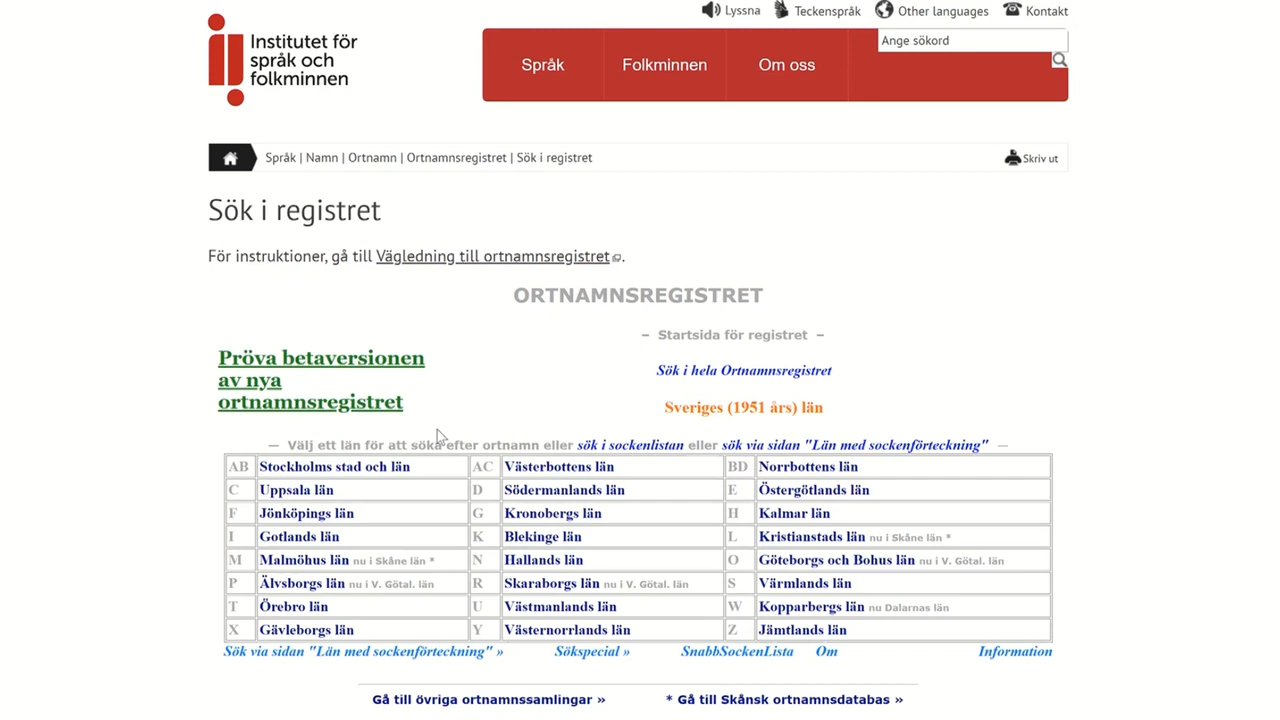 Lyssna Teckenspråk Other languages Kontakt
Institutet för
språk och
folkminnen
Ange sökord
Språk Folkminnen Om oss
Språk | Namn | Ortnamn | Ortnamnsregistret | Sök i registret
Skriv ut
Sök i registret
För instruktioner, gå till Vägledning till ortnamnsregistret.
ORTNAMNSREGISTRET
– Startsida för registret –
Pröva betaversionen
av nya
ortnamnsregistret
Sök i hela Ortnamnsregistret
Sveriges (1951 års) län
— Välj ett län för att söka efter ortnamn eller sök i sockenlistan eller sök via sidan "Län med sockenförteckning" —
AB Stockholms stad och län AC Västerbottens län BD Norrbottens län
C Uppsala län D Södermanlands län E Östergötlands län
F Jönköpings län G Kronobergs län H Kalmar län
I Gotlands län K Blekinge län L Kristianstads län nu i Skåne län *
M Malmöhus län nu i Skåne län * N Hallands län O Göteborgs och Bohus län nu i V. Götal. län
P Älvsborgs län nu i V. Götal. län R Skaraborgs län nu i V. Götal. län S Värmlands län
T Örebro län U Västmanlands län W Kopparbergs län nu Dalarnas län
X Gävleborgs län Y Västernorrlands län Z Jämtlands län
Sök via sidan "Län med sockenförteckning" » Sökspecial » SnabbSockenLista Om Information
Gå till övriga ortnamnssamlingar » * Gå till Skånsk ortnamnsdatabas »